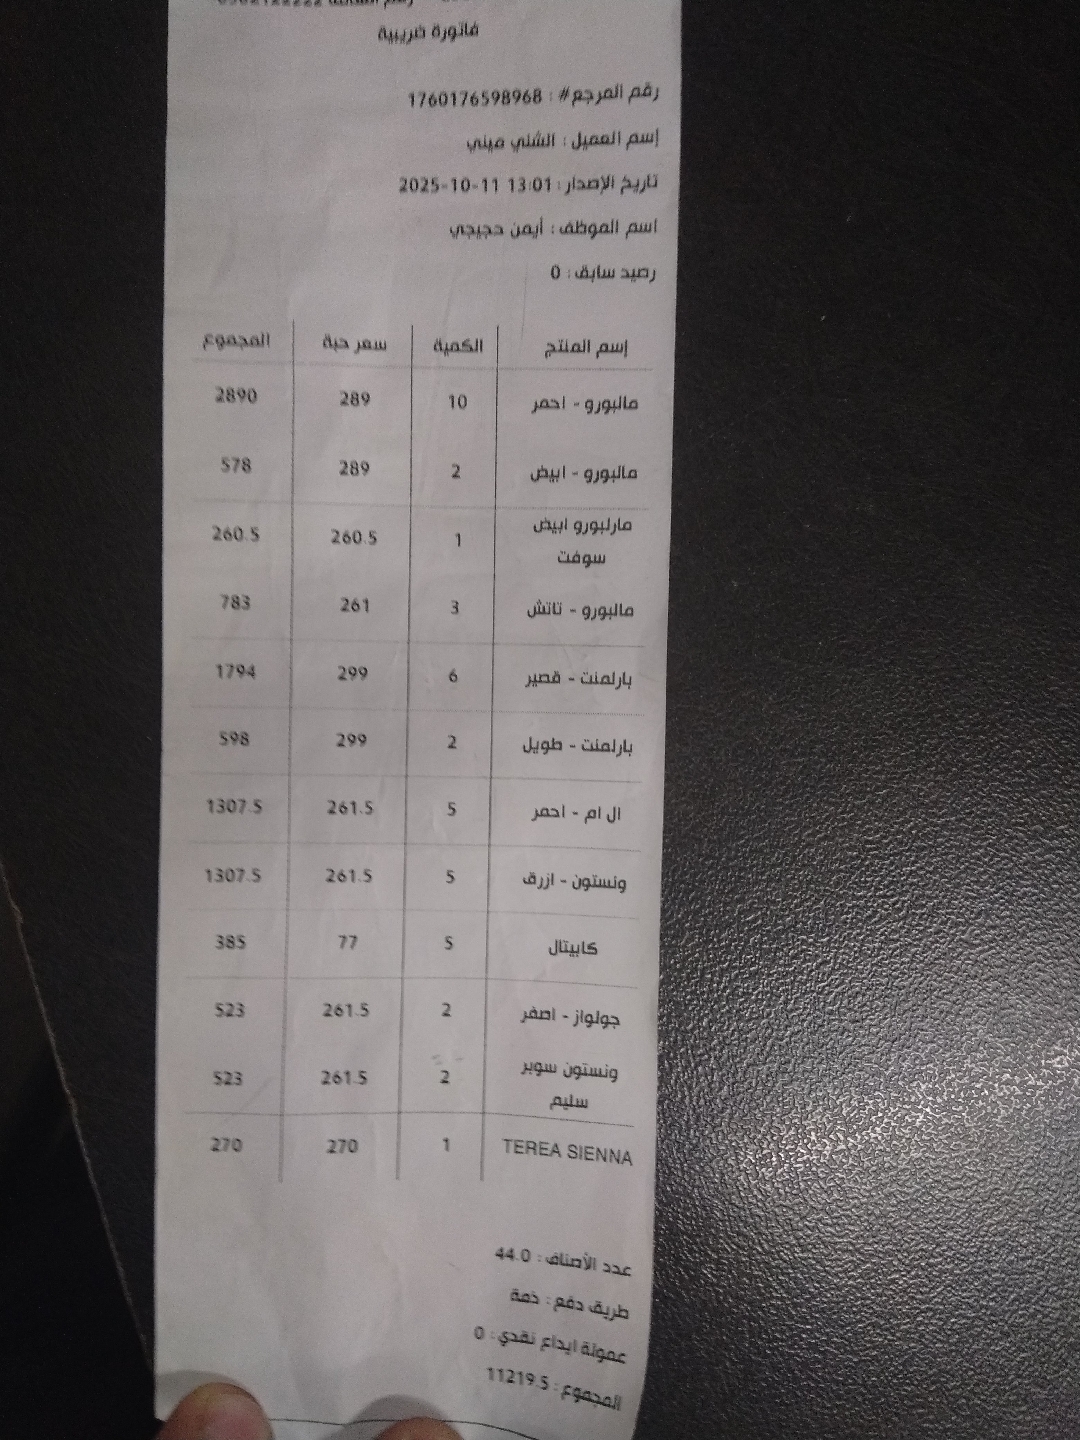 فاتورة ضريبية
رقم المرجع# : 1760176598968
إسم العميل : الشني ميني
تاريخ الإصدار : 2025-10-11 13:01
اسم الموظف : أيمن حجيجي
رصيد سابق : 0
إسم المنتج الكمية سعر حبة المجموع
مالبورو - احمر 10 289 2890
مالبورو - ابيض 2 289 578
مارلبورو ابيض سوفت 1 260.5 260.5
مالبورو - تاتش 3 261 783
بارلمنت - قصير 6 299 1794
بارلمنت - طويل 2 299 598
ال ام - احمر 5 261.5 1307.5
ونستون - ازرق 5 261.5 1307.5
كابيتال 5 77 385
جولواز - اصفر 2 261.5 523
ونستون سوبر سليم 2 261.5 523
TEREA SIENNA 1 270 270
عدد الأصناف : 44.0
طريق دفع : ذمة
عمولة ايداع نقدي : 0
المجموع : 11219.5